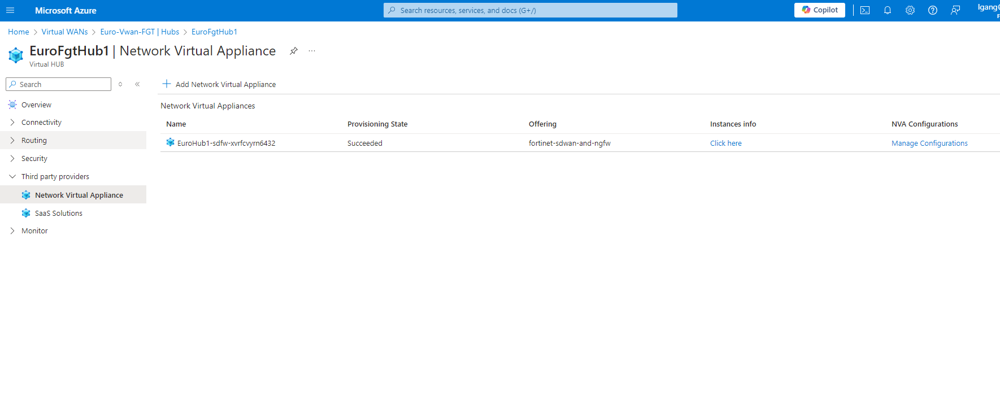 Microsoft Azure
Search resources, services, and docs (G+/)
Copilot
Home > Virtual WANs > Euro-Vwan-FGT | Hubs > EuroFgtHub1
EuroFgtHub1 | Network Virtual Appliance
Virtual HUB
Search
Overview
Connectivity
Routing
Security
Third party providers
Network Virtual Appliance
SaaS Solutions
Monitor
Add Network Virtual Appliance
Network Virtual Appliances
Name Provisioning State Offering Instances info NVA Configurations
EuroHub1-sdfw-xvrfcvyrn6432 Succeeded fortinet-sdwan-and-ngfw Click here Manage Configurations